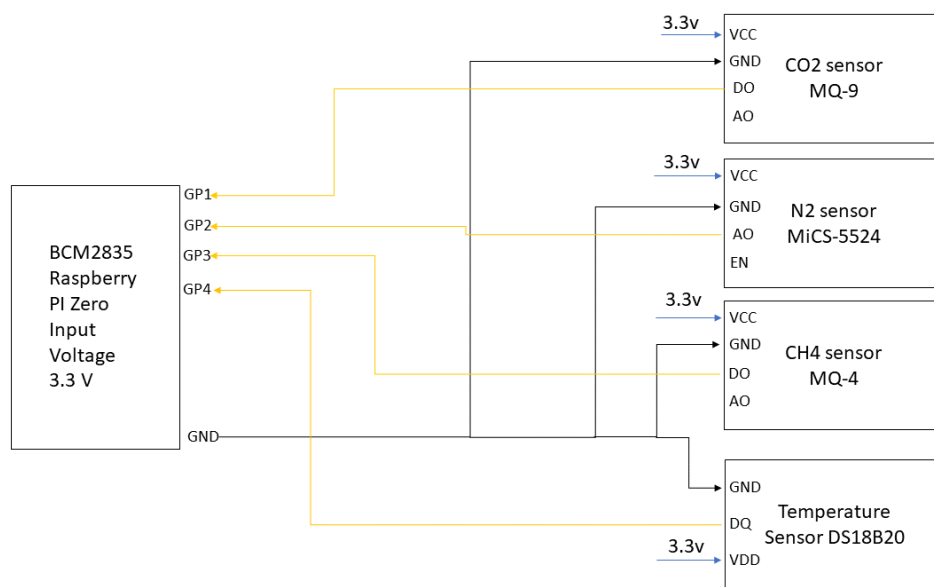 3.3v
VCC
GND
DO
AO
CO2 sensor
MQ-9
3.3v
VCC
GND
AO
EN
N2 sensor
MiCS-5524
GP1
GP2
GP3
GP4
GND
BCM2835
Raspberry
PI Zero
Input
Voltage
3.3 V
3.3v
VCC
GND
DO
AO
CH4 sensor
MQ-4
GND
DQ
3.3v
VDD
Temperature
Sensor DS18B20